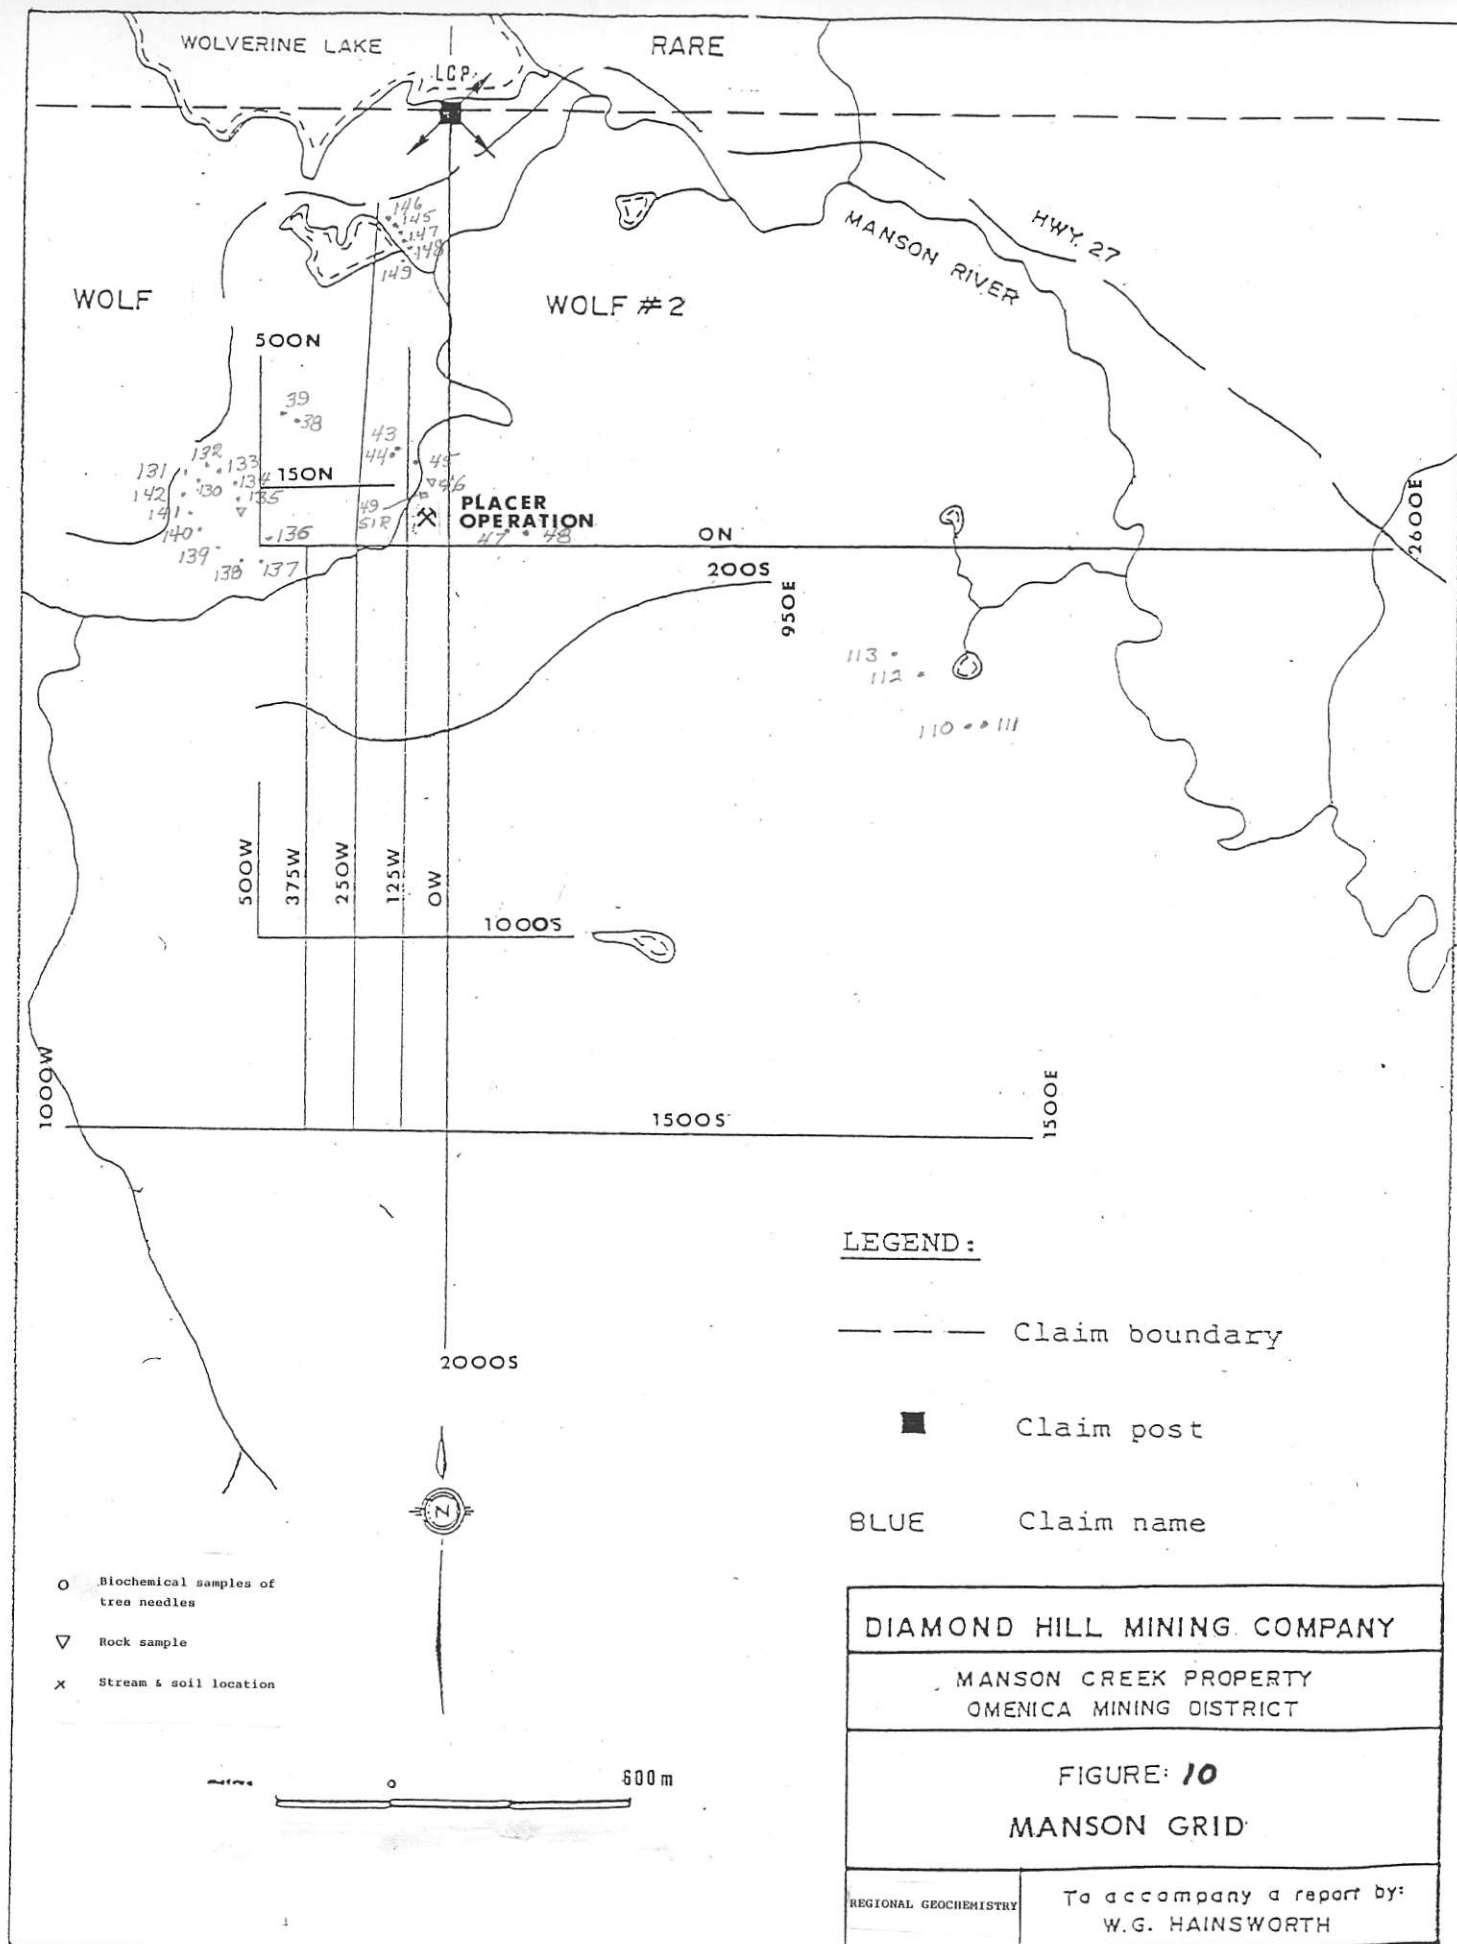 WOLVERINE LAKE
RARE
L.C.P.
HWY. 27
MANSON RIVER
146
145
147
148
149
WOLF
WOLF #2
500N
39
38
43
44
45
46
132
131
133
134
150N
142
130
135
141
49
51R
PLACER
OPERATION
140
136
47
48
0N
139
138
137
200S
950E
2600E
113
112
110
111
500W
375W
250W
125W
0W
1000S
1000W
1500S
1500E
2000S
LEGEND:
Claim boundary
Claim post
BLUE Claim name
N
Biochemical samples of
tree needles
Rock sample
Stream & soil location
metres 0 600m
DIAMOND HILL MINING COMPANY
MANSON CREEK PROPERTY
OMENICA MINING DISTRICT
FIGURE: 10
MANSON GRID
REGIONAL GEOCHEMISTRY
To accompany a report by:
W.G. HAINSWORTH